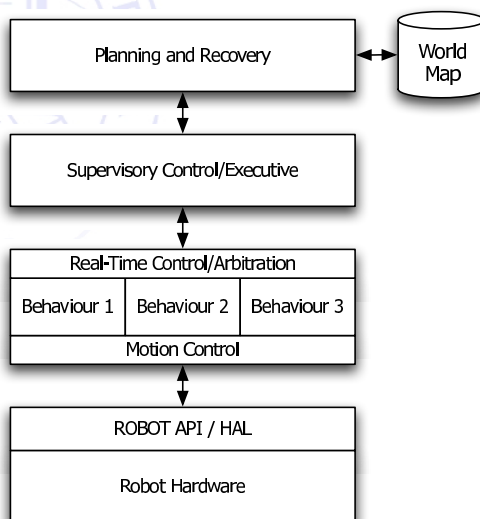 Planning and Recovery
World
Map
Supervisory Control/Executive
Real-Time Control/Arbitration
Behaviour 1
Behaviour 2
Behaviour 3
Motion Control
ROBOT API / HAL
Robot Hardware